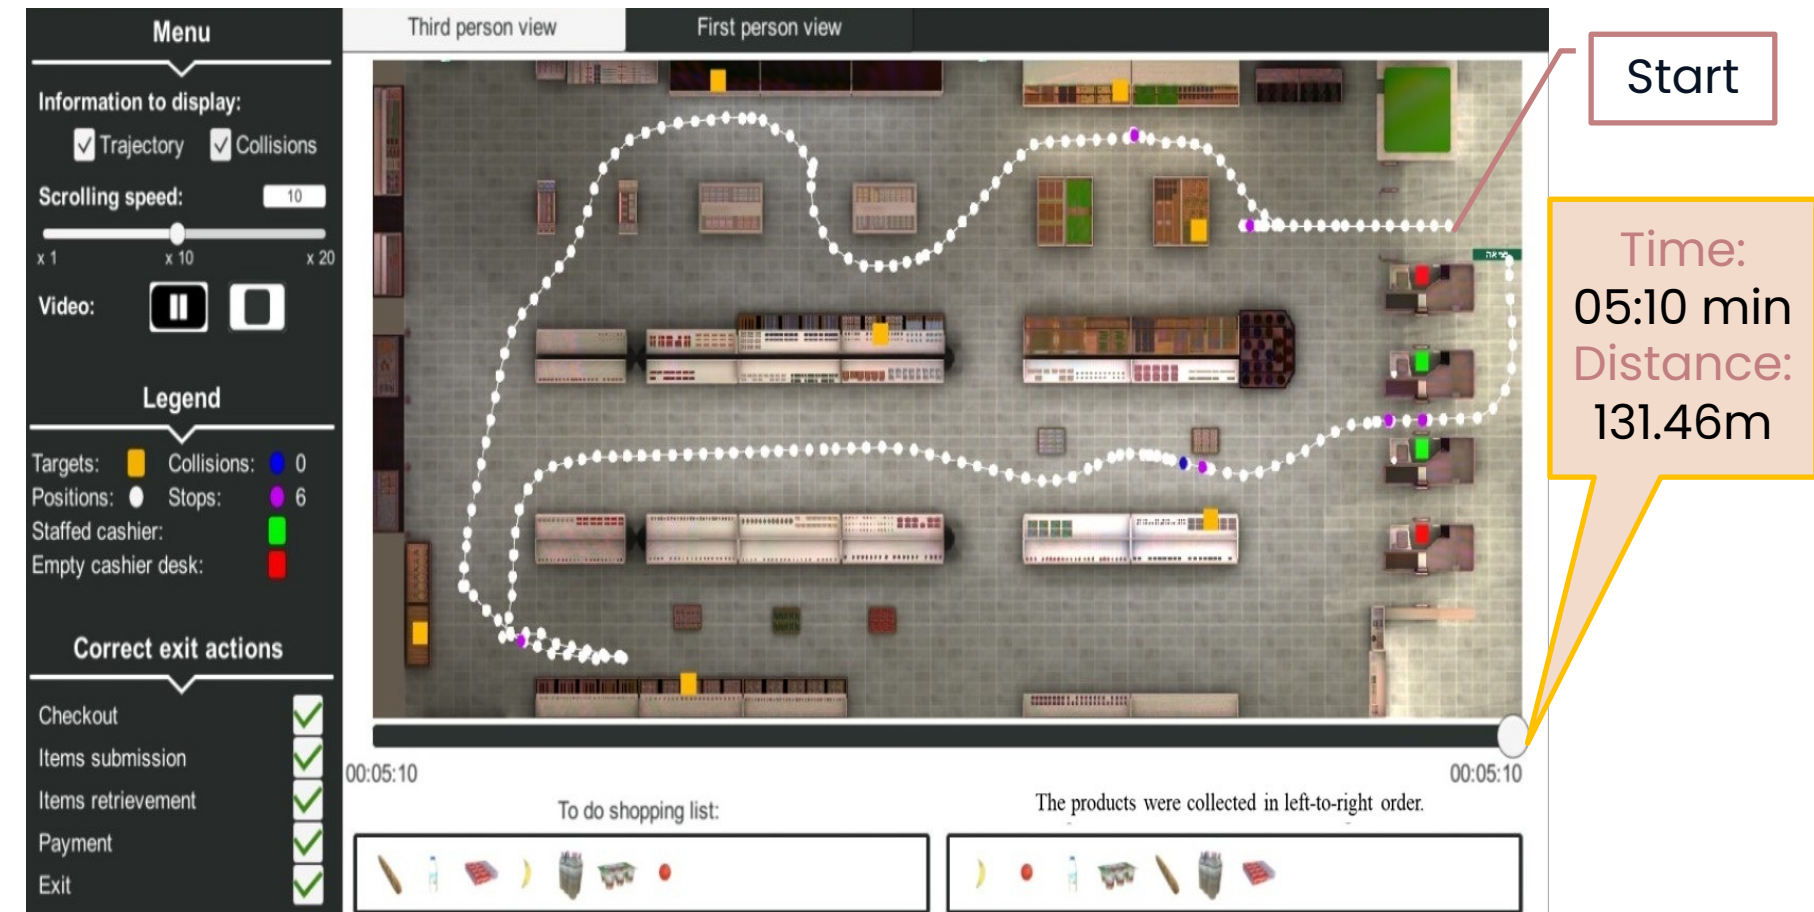 Menu
Information to display:
Trajectory Collisions
Scrolling speed: 10
x 1 x 10 x 20
Video:
Legend
Targets: Collisions: 0
Positions: Stops: 6
Staffed cashier:
Empty cashier desk:
Correct exit actions
Checkout
Items submission
Items retrievement
Payment
Exit
Third person view First person view
00:05:10 00:05:10
To do shopping list:
The products were collected in left-to-right order.
Start
Time:
05:10 min
Distance:
131.46m